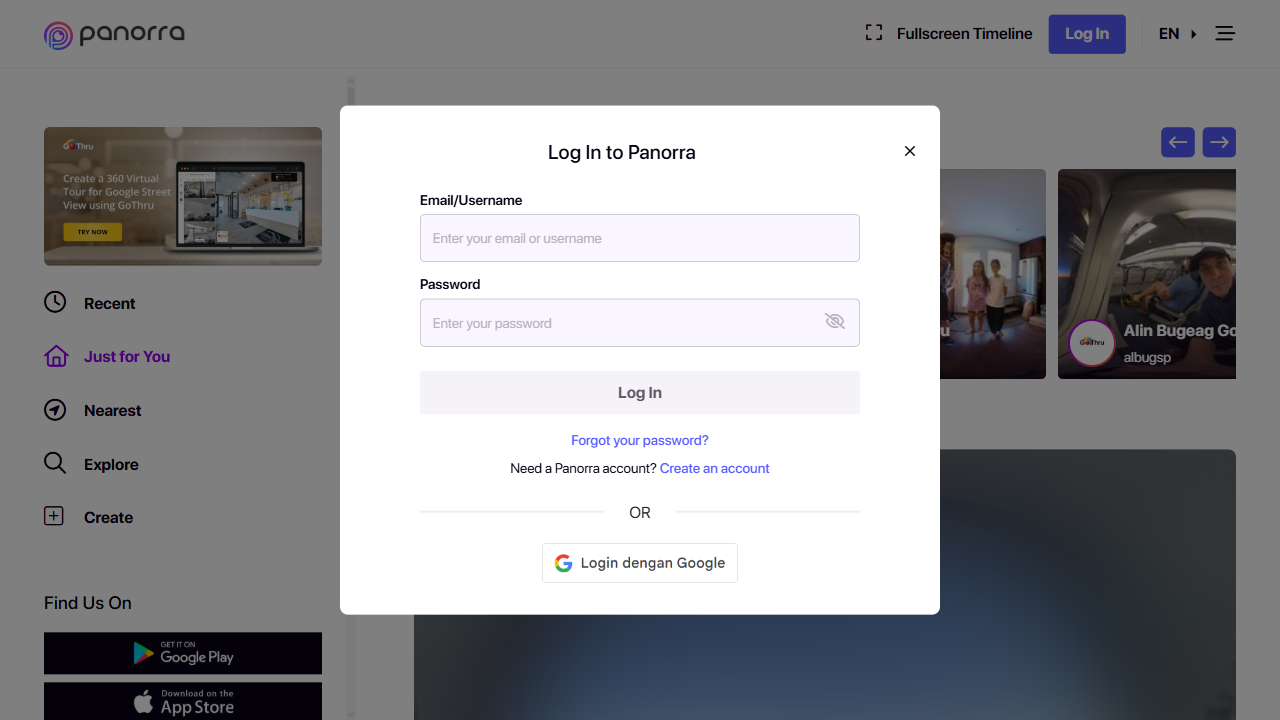 panorra
Fullscreen Timeline
Log In
EN
GoThru
Create a 360 Virtual
Tour for Google Street
View using GoThru
TRY NOW
Recent
Just for You
Nearest
Explore
Create
Find Us On
GET IT ON
Google Play
Download on the
App Store
Log In to Panorra
Email/Username
Enter your email or username
Password
Enter your password
Log In
Forgot your password?
Need a Panorra account? Create an account
OR
Login dengan Google
GoThru
Alin Bugeag Go
albugsp